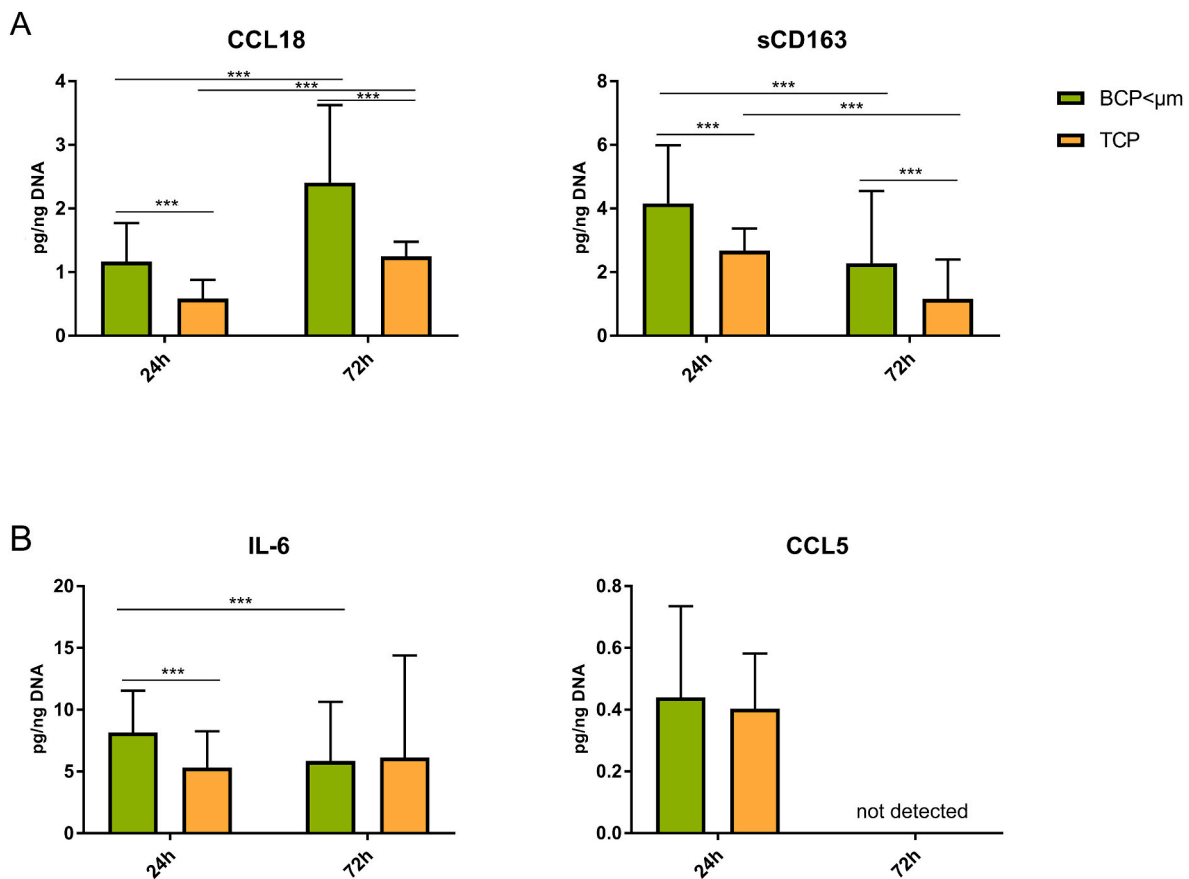 A
CCL18
sCD163
4
3
2
1
0
pg/ng DNA
***
***
***
***
24h
72h
8
6
4
2
0
pg/ng DNA
***
***
***
***
24h
72h
BCP<µm
TCP
B
IL-6
CCL5
20
15
10
5
0
pg/ng DNA
***
***
24h
72h
0.8
0.6
0.4
0.2
0.0
pg/ng DNA
not detected
24h
72h